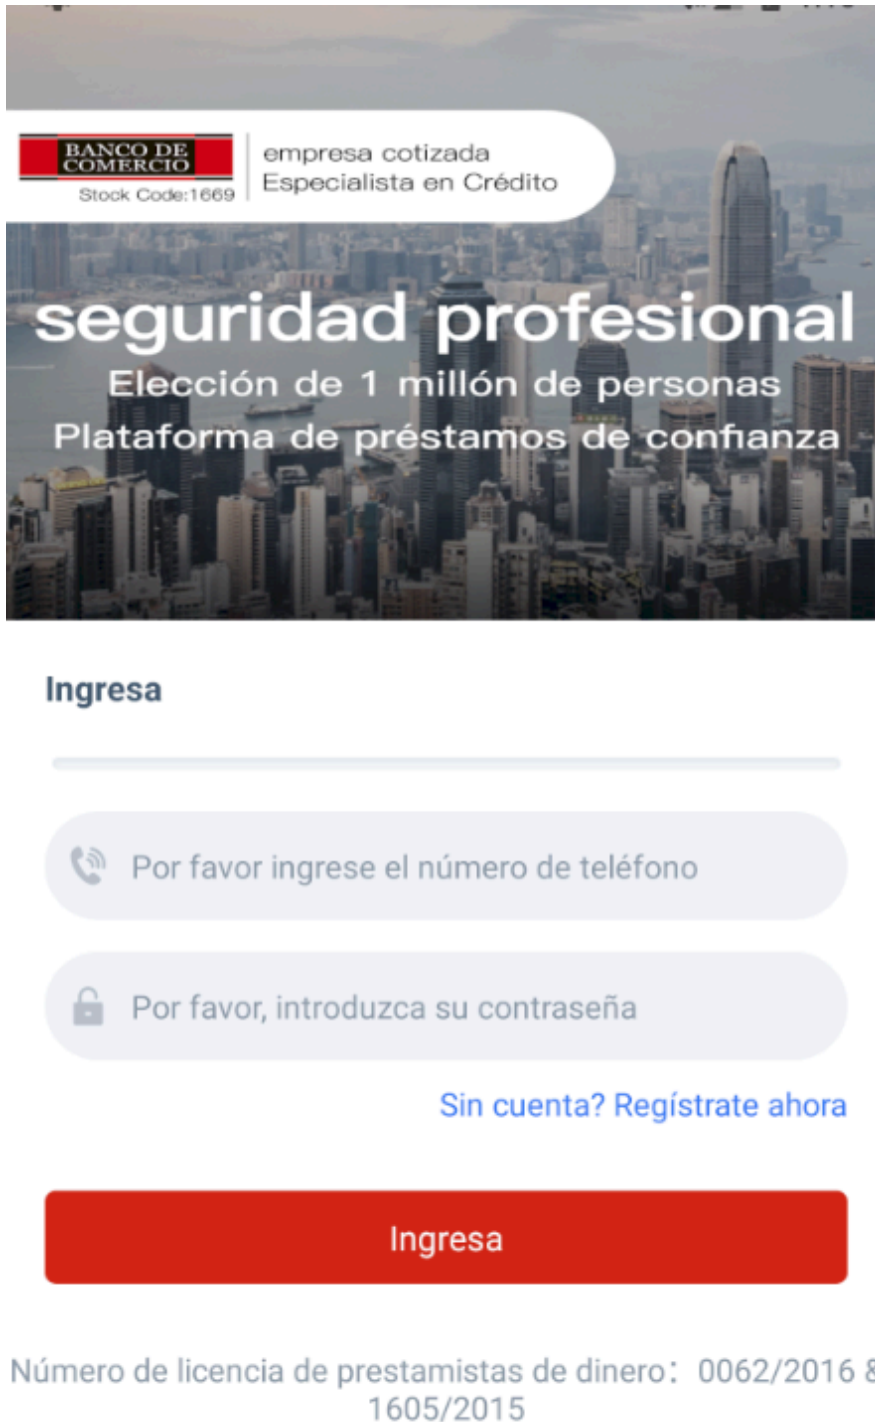 BANCO DE
COMERCIO
Stock Code:1669
empresa cotizada
Especialista en Crédito
seguridad profesional
Elección de 1 millón de personas
Plataforma de préstamos de confianza
Ingresa
Por favor ingrese el número de teléfono
Por favor, introduzca su contraseña
Sin cuenta? Regístrate ahora
Ingresa
Número de licencia de prestamistas de dinero：0062/2016 &
1605/2015